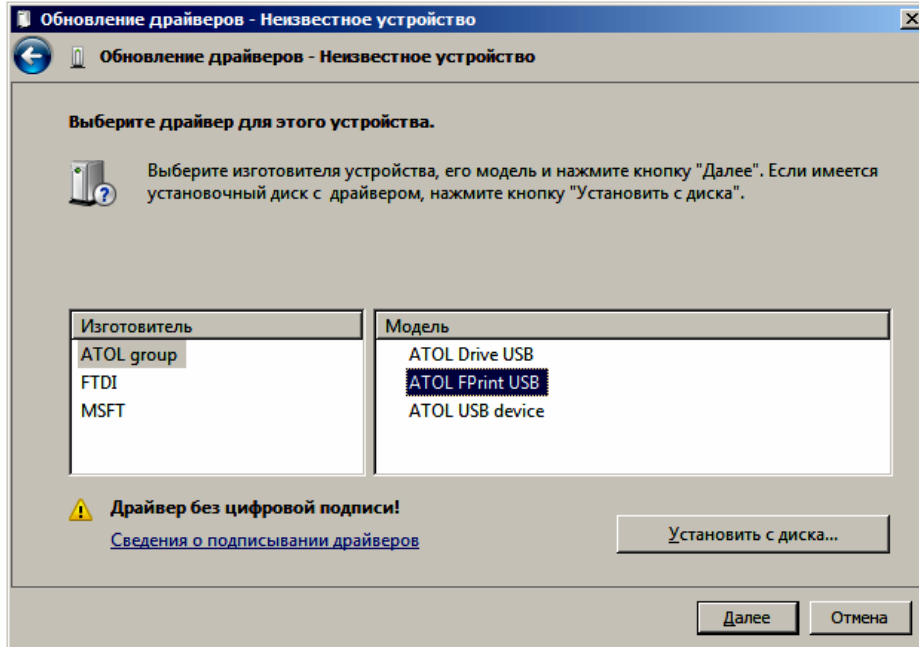 Обновление драйверов - Неизвестное устройство
Обновление драйверов - Неизвестное устройство
Выберите драйвер для этого устройства.
Выберите изготовителя устройства, его модель и нажмите кнопку "Далее". Если имеется
установочный диск с драйвером, нажмите кнопку "Установить с диска".
Изготовитель
ATOL group
FTDI
MSFT
Модель
ATOL Drive USB
ATOL FPrint USB
ATOL USB device
Драйвер без цифровой подписи!
Сведения о подписывании драйверов
Установить с диска...
Далее
Отмена